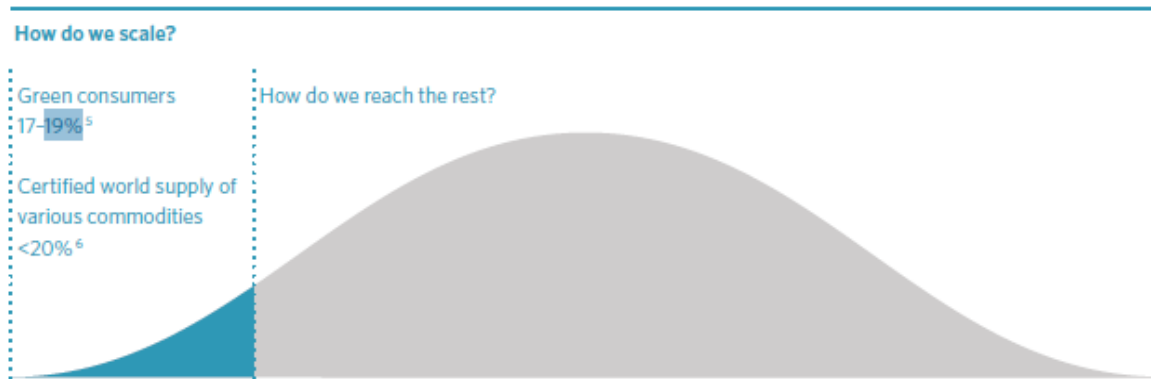 How do we scale?
Green consumers
17-19% 5
How do we reach the rest?
Certified world supply of
various commodities
<20% 6